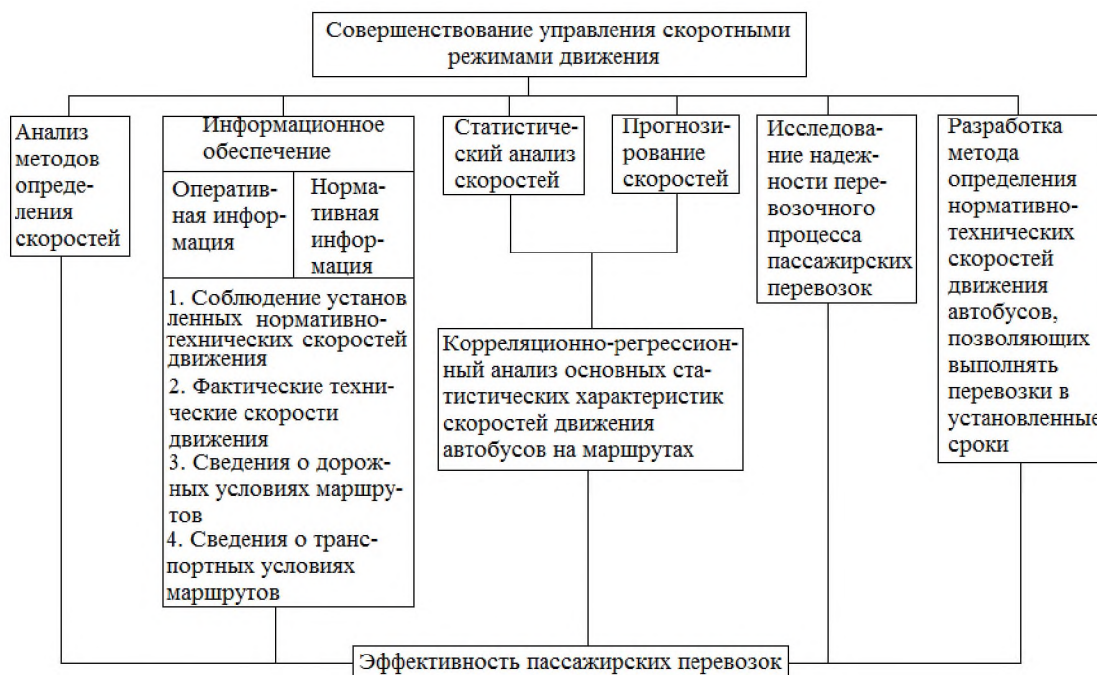 Совершенствование управления скоротными
режимами движения
Анализ
методов
опреде-
ления
скоростей
Информационное
обеспечение
Оператив-
ная инфор-
мация
Нор-
мативная
инфор-
мация
1. Соблюдение установ
ленных нормативно-
технических скоростей
движения
2. Фактические техни-
ческие скорости
движения
3. Сведения о дорож-
ных условиях маршру-
тов
4. Сведения о транс-
портных условиях
маршрутов
Статистиче-
ский анализ
скоростей
Прогнози-
рование
скоростей
Корреляционно-регрессион-
ный анализ основных ста-
тистических характеристик
скоростей движения
автобусов на маршрутах
Исследова-
ние надеж-
ности пере-
возочного
процесса
пассажирских
перевозок
Разработка
метода
определения
нормативно-
технических
скоростей
движения
автобусов,
позволяющих
выполнять
перевозки в
установленные
сроки
Эффективность пассажирских перевозок